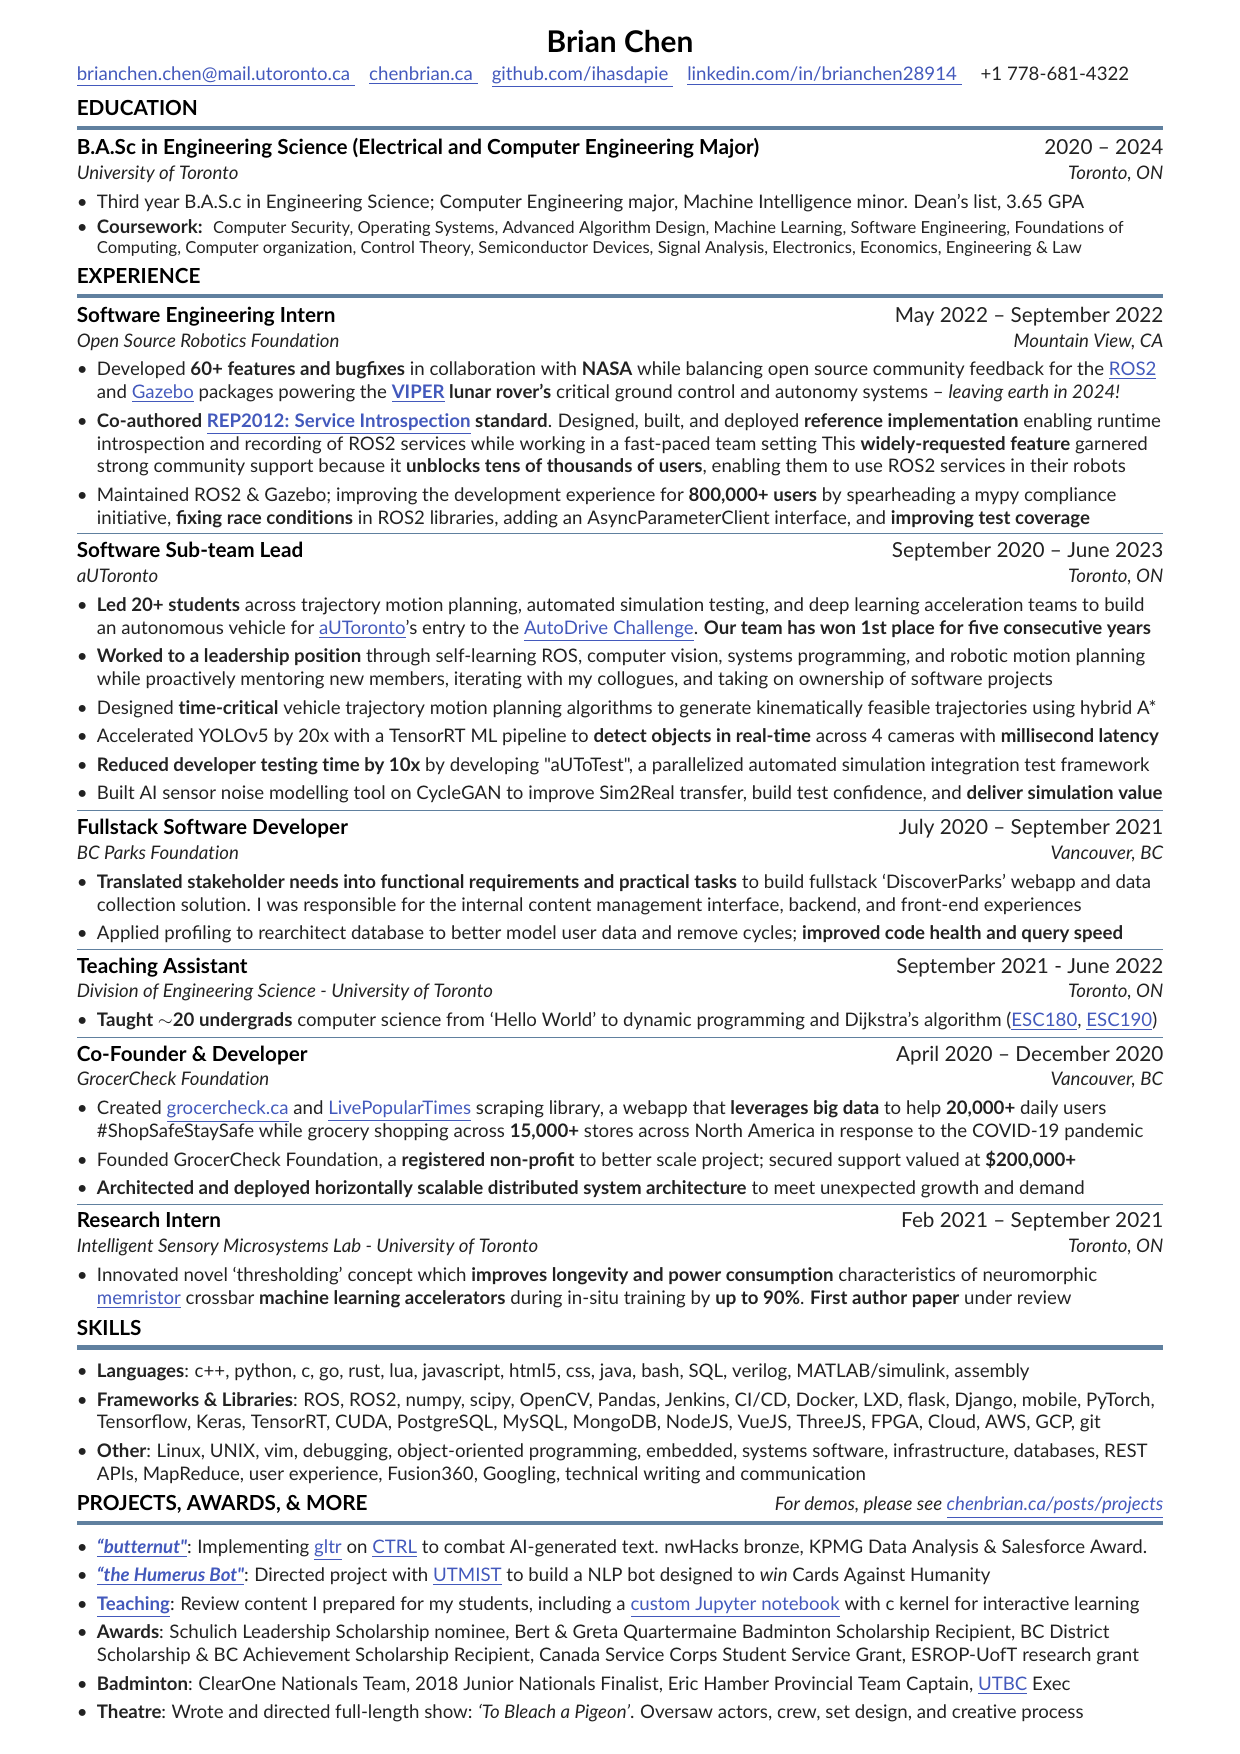 Brian Chen
brianchen.chen@mail.utoronto.ca chenbrian.ca github.com/ihasdapie linkedin.com/in/brianchen28914 +1 778-681-4322
EDUCATION
B.A.Sc in Engineering Science (Electrical and Computer Engineering Major) 2020 – 2024
University of Toronto Toronto, ON
• Third year B.A.S.c in Engineering Science; Computer Engineering major, Machine Intelligence minor. Dean's list, 3.65 GPA
• Coursework: Computer Security, Operating Systems, Advanced Algorithm Design, Machine Learning, Software Engineering, Foundations of
Computing, Computer organization, Control Theory, Semiconductor Devices, Signal Analysis, Electronics, Economics, Engineering & Law
EXPERIENCE
Software Engineering Intern May 2022 – September 2022
Open Source Robotics Foundation Mountain View, CA
• Developed 60+ features and bugfixes in collaboration with NASA while balancing open source community feedback for the ROS2
and Gazebo packages powering the VIPER lunar rover's critical ground control and autonomy systems – leaving earth in 2024!
• Co-authored REP2012: Service Introspection standard. Designed, built, and deployed reference implementation enabling runtime
introspection and recording of ROS2 services while working in a fast-paced team setting This widely-requested feature garnered
strong community support because it unblocks tens of thousands of users, enabling them to use ROS2 services in their robots
• Maintained ROS2 & Gazebo; improving the development experience for 800,000+ users by spearheading a mypy compliance
initiative, fixing race conditions in ROS2 libraries, adding an AsyncParameterClient interface, and improving test coverage
Software Sub-team Lead September 2020 – June 2023
aUToronto Toronto, ON
• Led 20+ students across trajectory motion planning, automated simulation testing, and deep learning acceleration teams to build
an autonomous vehicle for aUToronto's entry to the AutoDrive Challenge. Our team has won 1st place for five consecutive years
• Worked to a leadership position through self-learning ROS, computer vision, systems programming, and robotic motion planning
while proactively mentoring new members, iterating with my collogues, and taking on ownership of software projects
• Designed time-critical vehicle trajectory motion planning algorithms to generate kinematically feasible trajectories using hybrid A*
• Accelerated YOLOv5 by 20x with a TensorRT ML pipeline to detect objects in real-time across 4 cameras with millisecond latency
• Reduced developer testing time by 10x by developing "aUToTest", a parallelized automated simulation integration test framework
• Built AI sensor noise modelling tool on CycleGAN to improve Sim2Real transfer, build test confidence, and deliver simulation value
Fullstack Software Developer July 2020 – September 2021
BC Parks Foundation Vancouver, BC
• Translated stakeholder needs into functional requirements and practical tasks to build fullstack 'DiscoverParks' webapp and data
collection solution. I was responsible for the internal content management interface, backend, and front-end experiences
• Applied profiling to rearchitect database to better model user data and remove cycles; improved code health and query speed
Teaching Assistant September 2021 - June 2022
Division of Engineering Science - University of Toronto Toronto, ON
• Taught ∼20 undergrads computer science from 'Hello World' to dynamic programming and Dijkstra's algorithm (ESC180, ESC190)
Co-Founder & Developer April 2020 – December 2020
GrocerCheck Foundation Vancouver, BC
• Created grocercheck.ca and LivePopularTimes scraping library, a webapp that leverages big data to help 20,000+ daily users
#ShopSafeStaySafe while grocery shopping across 15,000+ stores across North America in response to the COVID-19 pandemic
• Founded GrocerCheck Foundation, a registered non-profit to better scale project; secured support valued at $200,000+
• Architected and deployed horizontally scalable distributed system architecture to meet unexpected growth and demand
Research Intern Feb 2021 – September 2021
Intelligent Sensory Microsystems Lab - University of Toronto Toronto, ON
• Innovated novel 'thresholding' concept which improves longevity and power consumption characteristics of neuromorphic
memristor crossbar machine learning accelerators during in-situ training by up to 90%. First author paper under review
SKILLS
• Languages: c++, python, c, go, rust, lua, javascript, html5, css, java, bash, SQL, verilog, MATLAB/simulink, assembly
• Frameworks & Libraries: ROS, ROS2, numpy, scipy, OpenCV, Pandas, Jenkins, CI/CD, Docker, LXD, flask, Django, mobile, PyTorch,
Tensorflow, Keras, TensorRT, CUDA, PostgreSQL, MySQL, MongoDB, NodeJS, VueJS, ThreeJS, FPGA, Cloud, AWS, GCP, git
• Other: Linux, UNIX, vim, debugging, object-oriented programming, embedded, systems software, infrastructure, databases, REST
APIs, MapReduce, user experience, Fusion360, Googling, technical writing and communication
PROJECTS, AWARDS, & MORE For demos, please see chenbrian.ca/posts/projects
• "butternut": Implementing gltr on CTRL to combat AI-generated text. nwHacks bronze, KPMG Data Analysis & Salesforce Award.
• "the Humerus Bot": Directed project with UTMIST to build a NLP bot designed to win Cards Against Humanity
• Teaching: Review content I prepared for my students, including a custom Jupyter notebook with c kernel for interactive learning
• Awards: Schulich Leadership Scholarship nominee, Bert & Greta Quartermaine Badminton Scholarship Recipient, BC District
Scholarship & BC Achievement Scholarship Recipient, Canada Service Corps Student Service Grant, ESROP-UofT research grant
• Badminton: ClearOne Nationals Team, 2018 Junior Nationals Finalist, Eric Hamber Provincial Team Captain, UTBC Exec
• Theatre: Wrote and directed full-length show: 'To Bleach a Pigeon'. Oversaw actors, crew, set design, and creative process